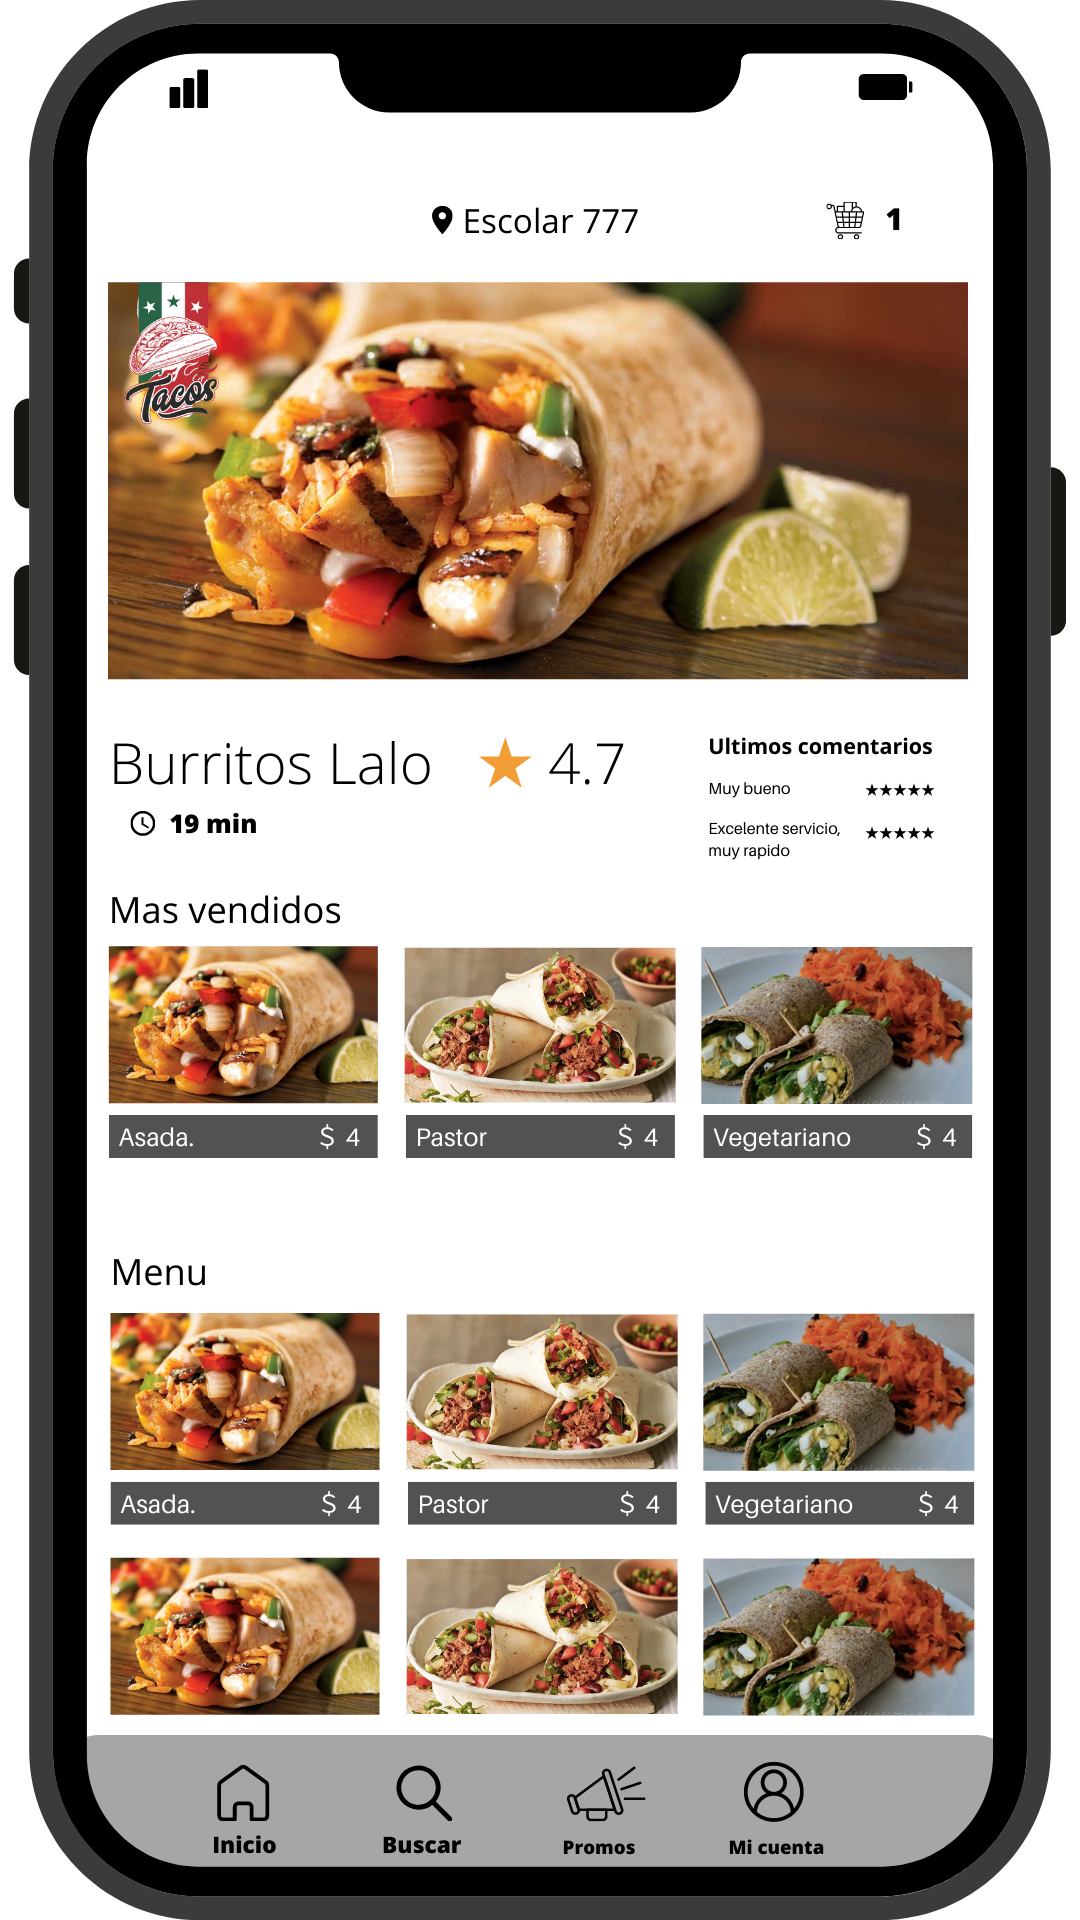 Escolar 777
1
Tacos
Burritos Lalo
4.7
19 min
Ultimos comentarios
Muy bueno ★★★★★
Excelente servicio, ★★★★★
muy rapido
Mas vendidos
Asada. $ 4
Pastor $ 4
Vegetariano $ 4
Menu
Asada. $ 4
Pastor $ 4
Vegetariano $ 4
Inicio
Buscar
Promos
Mi cuenta